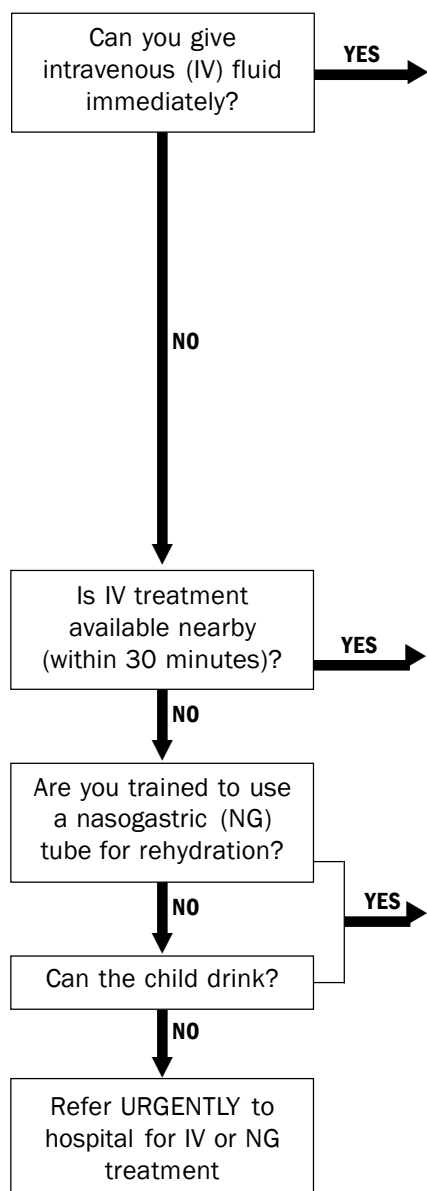 Can you give
intravenous (IV) fluid
immediately?
YES
NO
Is IV treatment
available nearby
(within 30 minutes)?
YES
NO
Are you trained to use
a nasogastric (NG)
tube for rehydration?
YES
NO
Can the child drink?
NO
Refer URGENTLY to
hospital for IV or NG
treatment